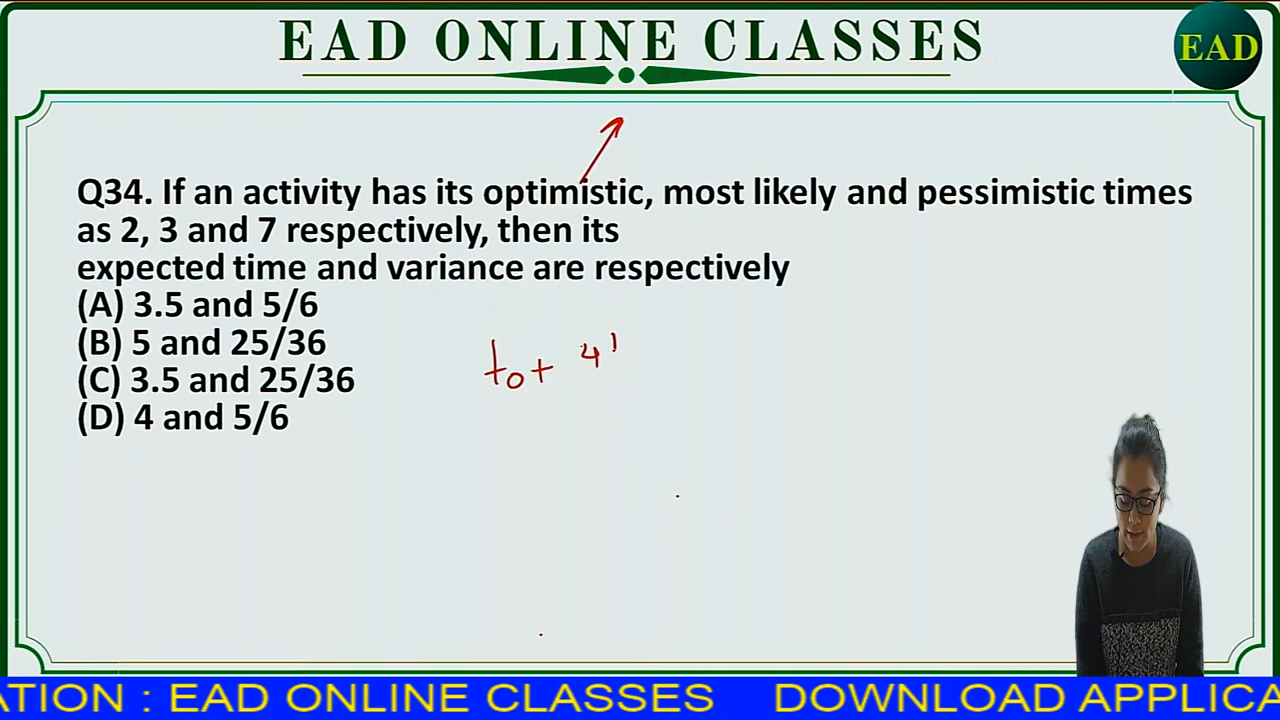 EAD ONLINE CLASSES
EAD
Q34. If an activity has its optimistic, most likely and pessimistic times
as 2, 3 and 7 respectively, then its
expected time and variance are respectively
(A) 3.5 and 5/6
(B) 5 and 25/36
(C) 3.5 and 25/36
(D) 4 and 5/6
to + 4
ATION : EAD ONLINE CLASSES DOWNLOAD APPLICA